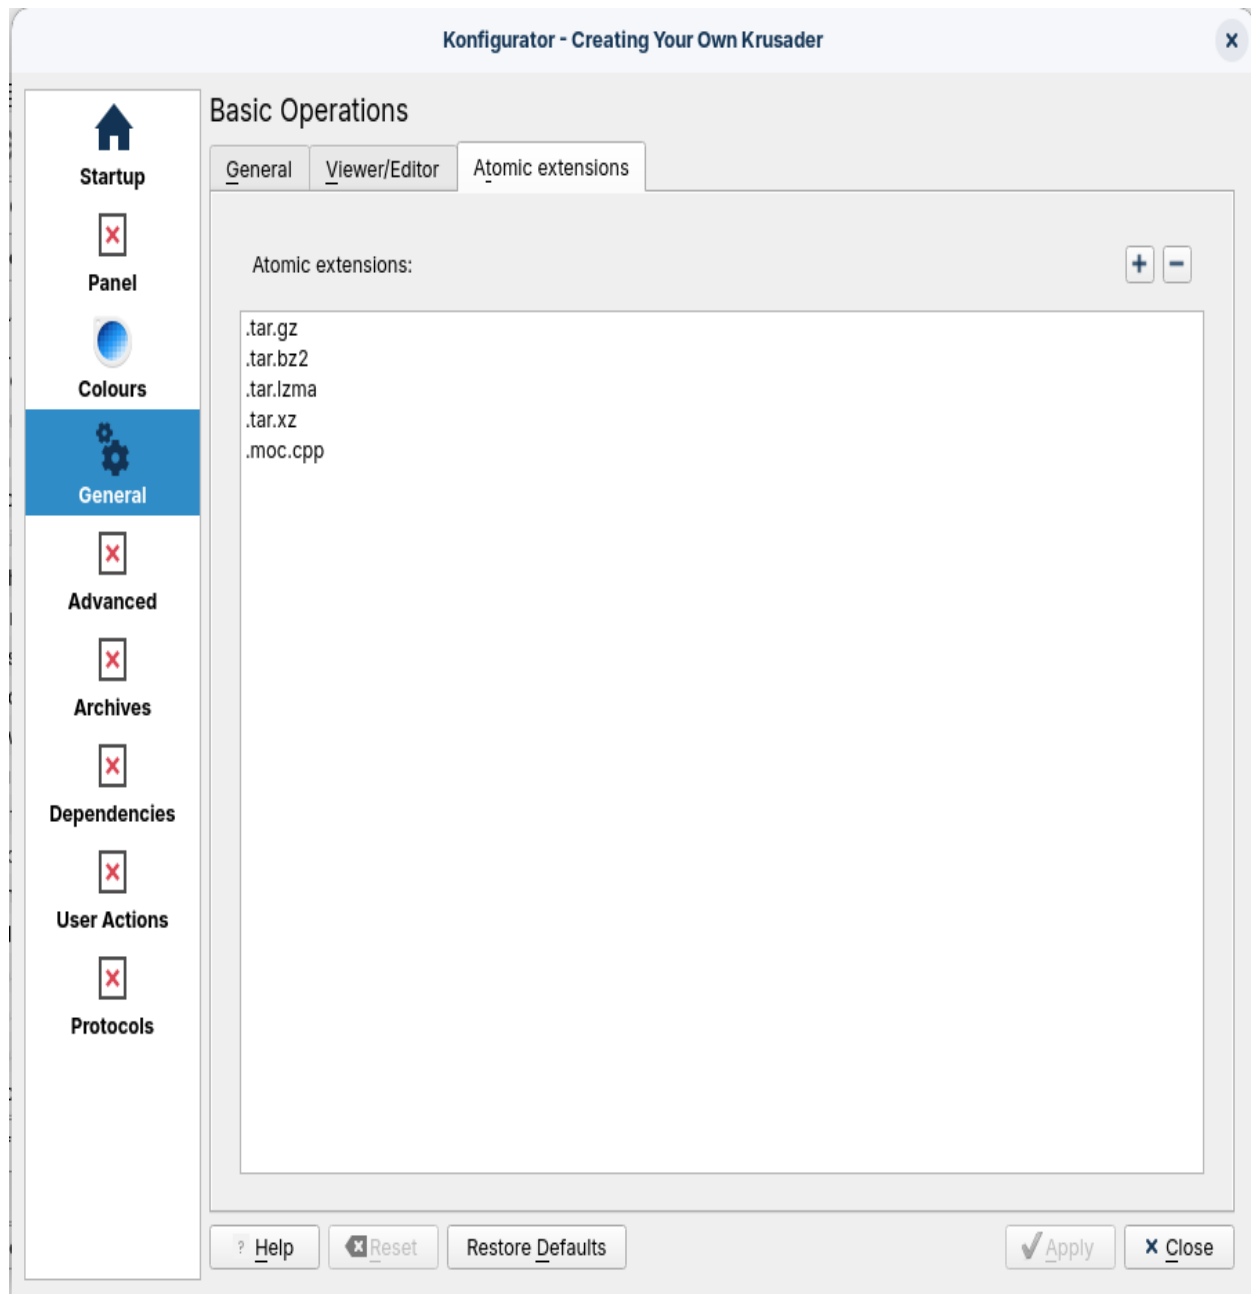 Konfigurator - Creating Your Own Krusader
Startup
Panel
Colours
General
Advanced
Archives
Dependencies
User Actions
Protocols
Basic Operations
General
Viewer/Editor
Atomic extensions
Atomic extensions:
.tar.gz
.tar.bz2
.tar.lzma
.tar.xz
.moc.cpp
? Help
Reset
Restore Defaults
Apply
Close